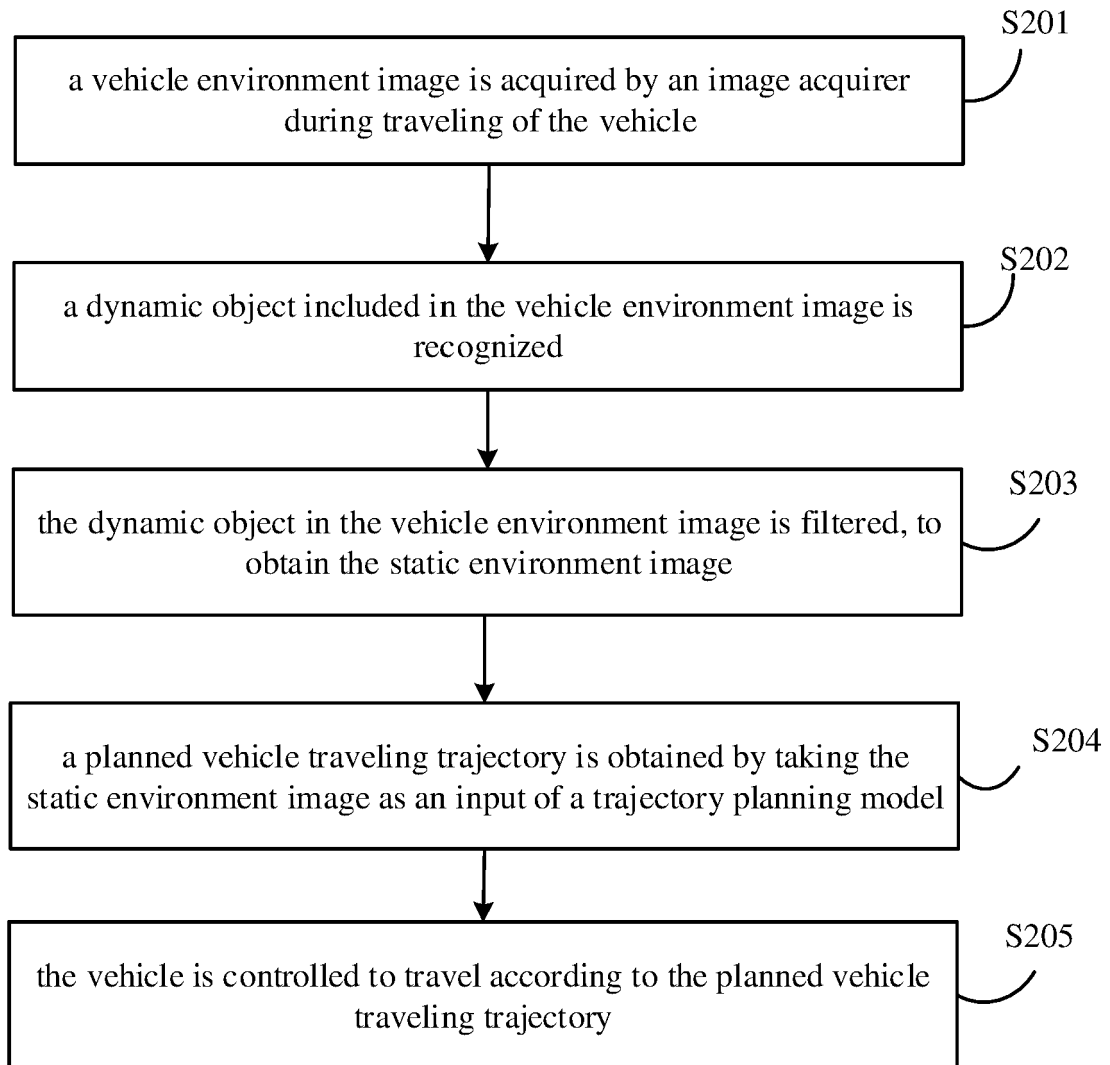 S201
a vehicle environment image is acquired by an image acquirer
during traveling of the vehicle
S202
a dynamic object included in the vehicle environment image is
recognized
S203
the dynamic object in the vehicle environment image is filtered, to
obtain the static environment image
S204
a planned vehicle traveling trajectory is obtained by taking the
static environment image as an input of a trajectory planning model
S205
the vehicle is controlled to travel according to the planned vehicle
traveling trajectory